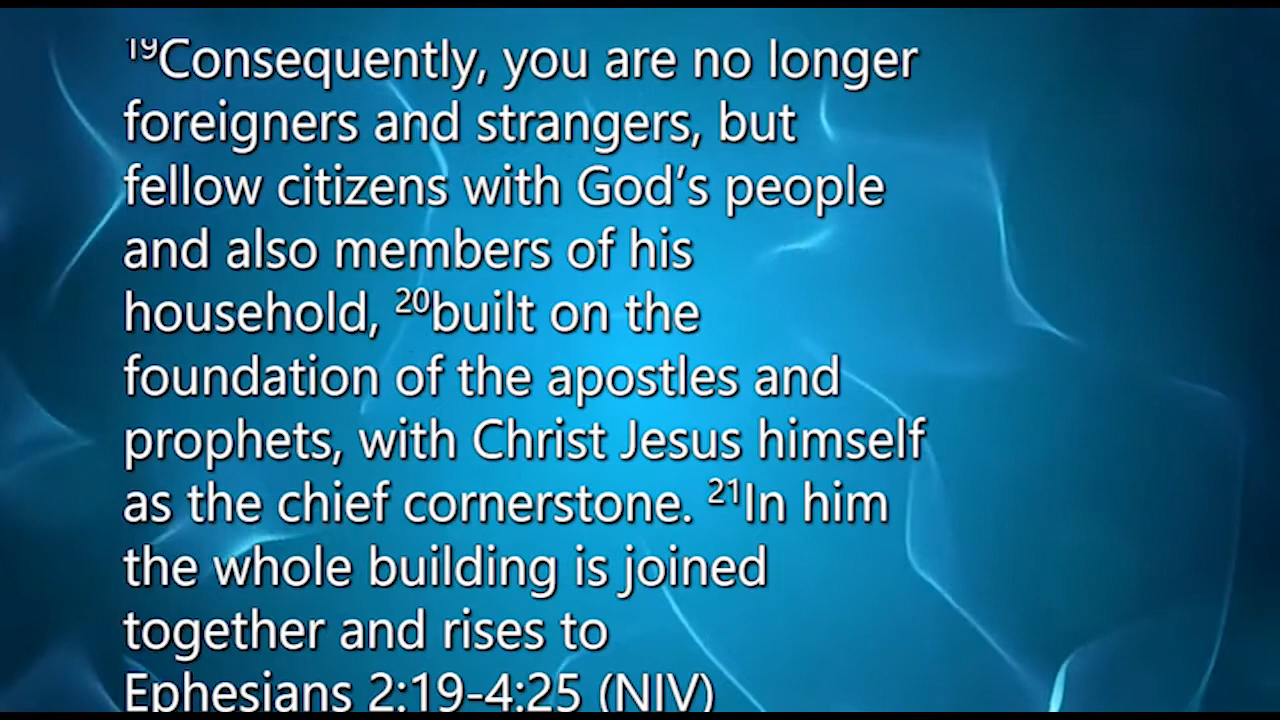 ¹⁹Consequently, you are no longer
foreigners and strangers, but
fellow citizens with God’s people
and also members of his
household, ²⁰built on the
foundation of the apostles and
prophets, with Christ Jesus himself
as the chief cornerstone. ²¹In him
the whole building is joined
together and rises to
Ephesians 2:19-4:25 (NIV)